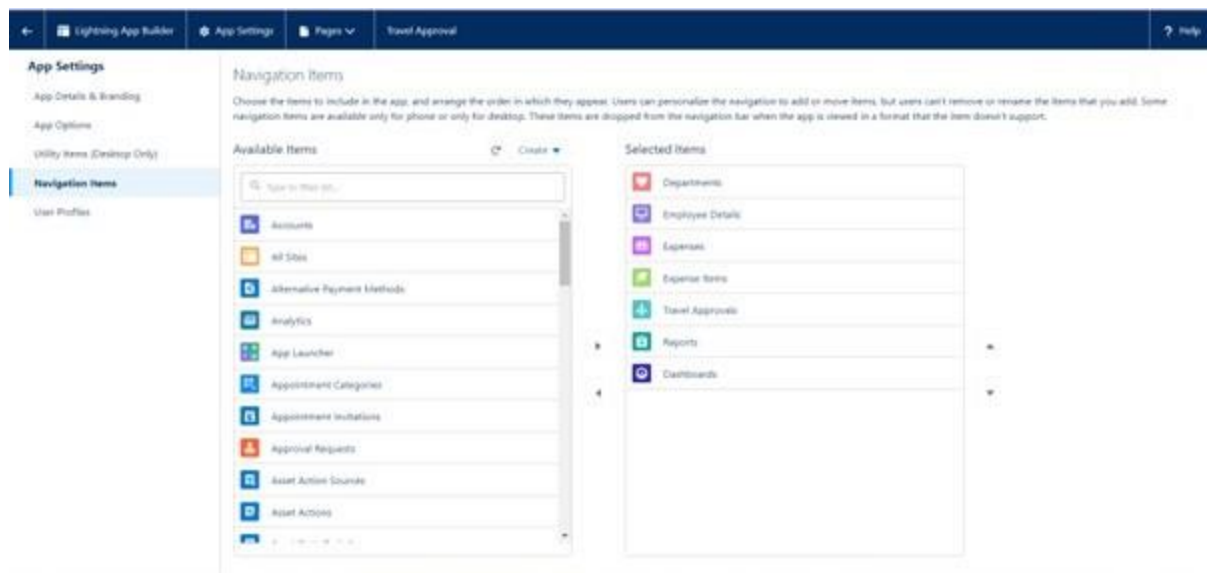 Lightning App Builder
App Settings
Pages
Travel Approval
? Help
App Settings
App Details & Branding
App Options
Utility Items (Desktop Only)
Navigation Items
User Profiles
Navigation Items
Choose the items to include in the app, and arrange the order in which they appear. Users can personalize the navigation to add or move items, but users can't remove or rename the items that you add. Some
navigation items are available only for phone or only for desktop. These items are dropped from the navigation bar when the app is viewed in a format that the item doesn't support.
Available Items
Create
Type to filter list...
Accounts
All Sites
Alternative Payment Methods
Analytics
App Launcher
Appointment Categories
Appointment Invitations
Approval Requests
Asset Action Sources
Asset Actions
Selected Items
Departments
Employee Details
Expenses
Expense Items
Travel Approvals
Reports
Dashboards